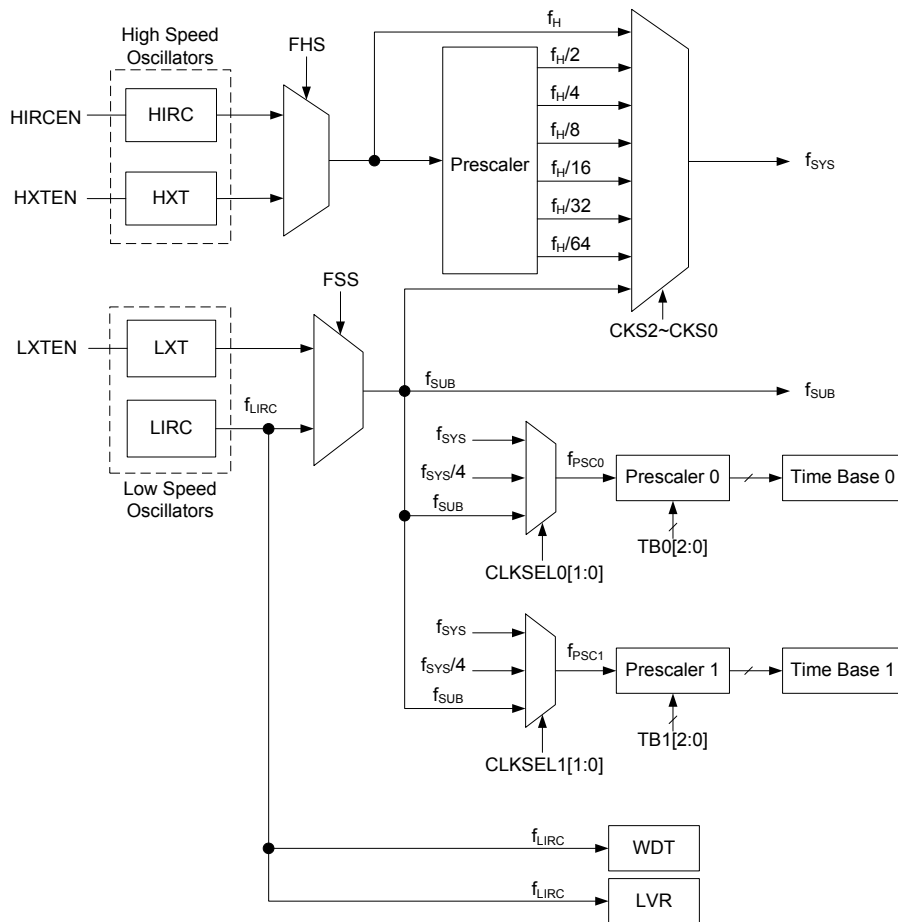 High Speed
Oscillators
FHS
f_H
HIRCEN
HIRC
HXTEN
HXT
Prescaler
f_H/2
f_H/4
f_H/8
f_H/16
f_H/32
f_H/64
f_SYS
CKS2~CKS0
FSS
LXTEN
LXT
f_LIRC
LIRC
Low Speed
Oscillators
f_SUB
f_SUB
f_SYS
f_SYS/4
f_SUB
f_PSC0
Prescaler 0
Time Base 0
TB0[2:0]
CLKSEL0[1:0]
f_SYS
f_SYS/4
f_SUB
f_PSC1
Prescaler 1
Time Base 1
TB1[2:0]
CLKSEL1[1:0]
f_LIRC
WDT
f_LIRC
LVR